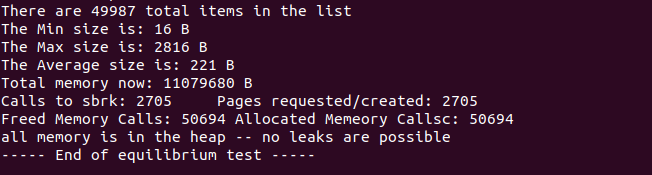 There are 49987 total items in the list
The Min size is: 16 B
The Max size is: 2816 B
The Average size is: 221 B
Total memory now: 11079680 B
Calls to sbrk: 2705     Pages requested/created: 2705
Freed Memory Calls: 50694 Allocated Memeory Callsc: 50694
all memory is in the heap -- no leaks are possible
----- End of equilibrium test -----